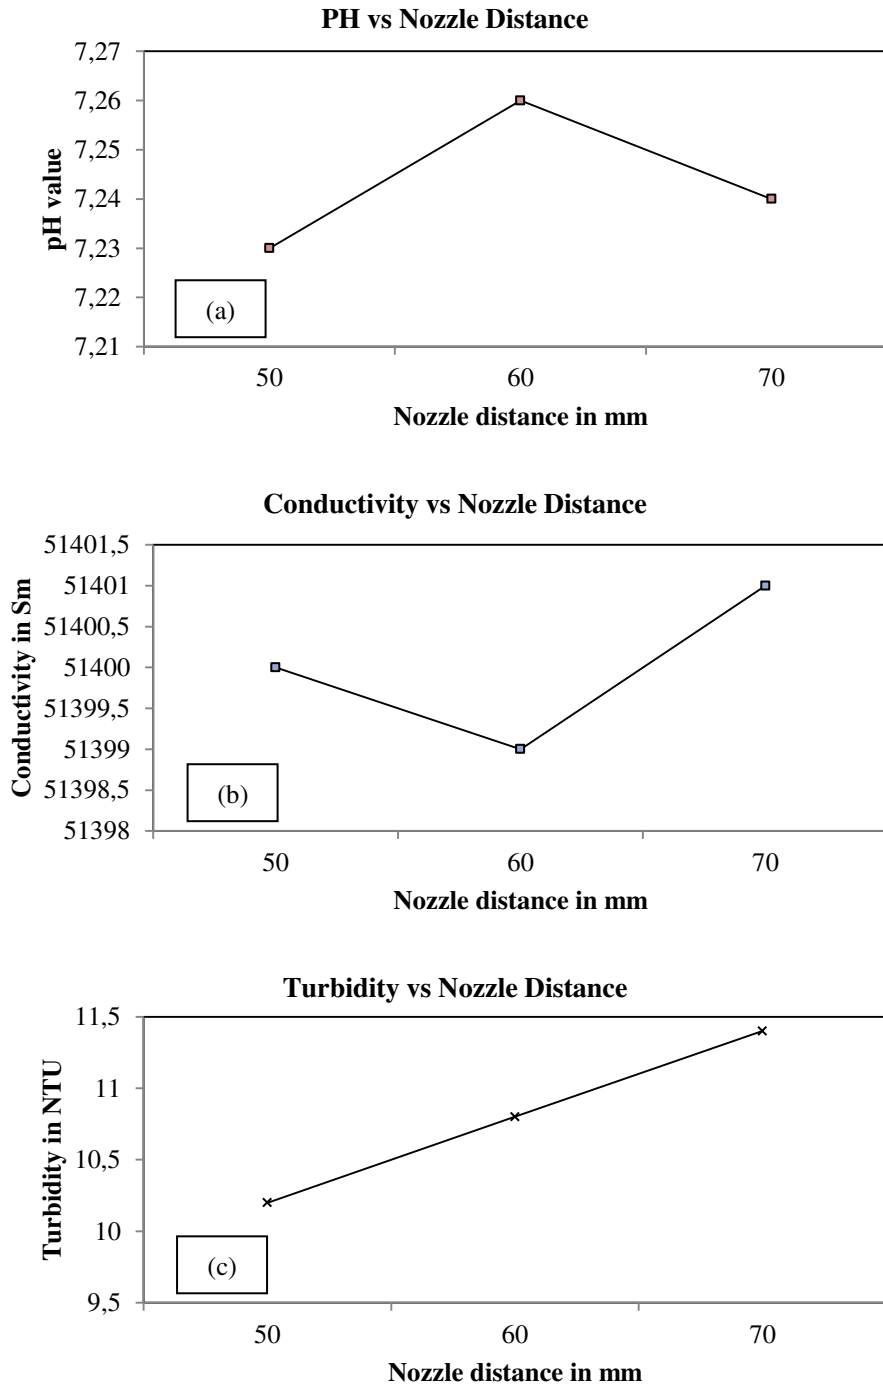 PH vs Nozzle Distance
7,27
7,26
7,25
7,24
7,23
7,22
7,21
pH value
(a)
50 60 70
Nozzle distance in mm
Conductivity vs Nozzle Distance
51401,5
51401
51400,5
51400
51399,5
51399
51398,5
51398
Conductivity in Sm
(b)
50 60 70
Nozzle distance in mm
Turbidity vs Nozzle Distance
11,5
11
10,5
10
9,5
Turbidity in NTU
(c)
50 60 70
Nozzle distance in mm